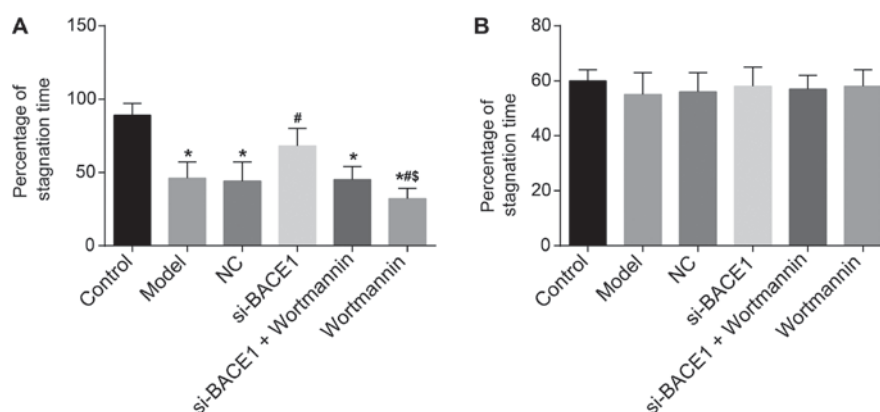 A
Percentage of
stagnation time
150
100
50
0
*
*
#
*
*#$
Control
Model
NC
si-BACE1
si-BACE1 + Wortmannin
Wortmannin
B
Percentage of
stagnation time
80
60
40
20
0
Control
Model
NC
si-BACE1
si-BACE1 + Wortmannin
Wortmannin